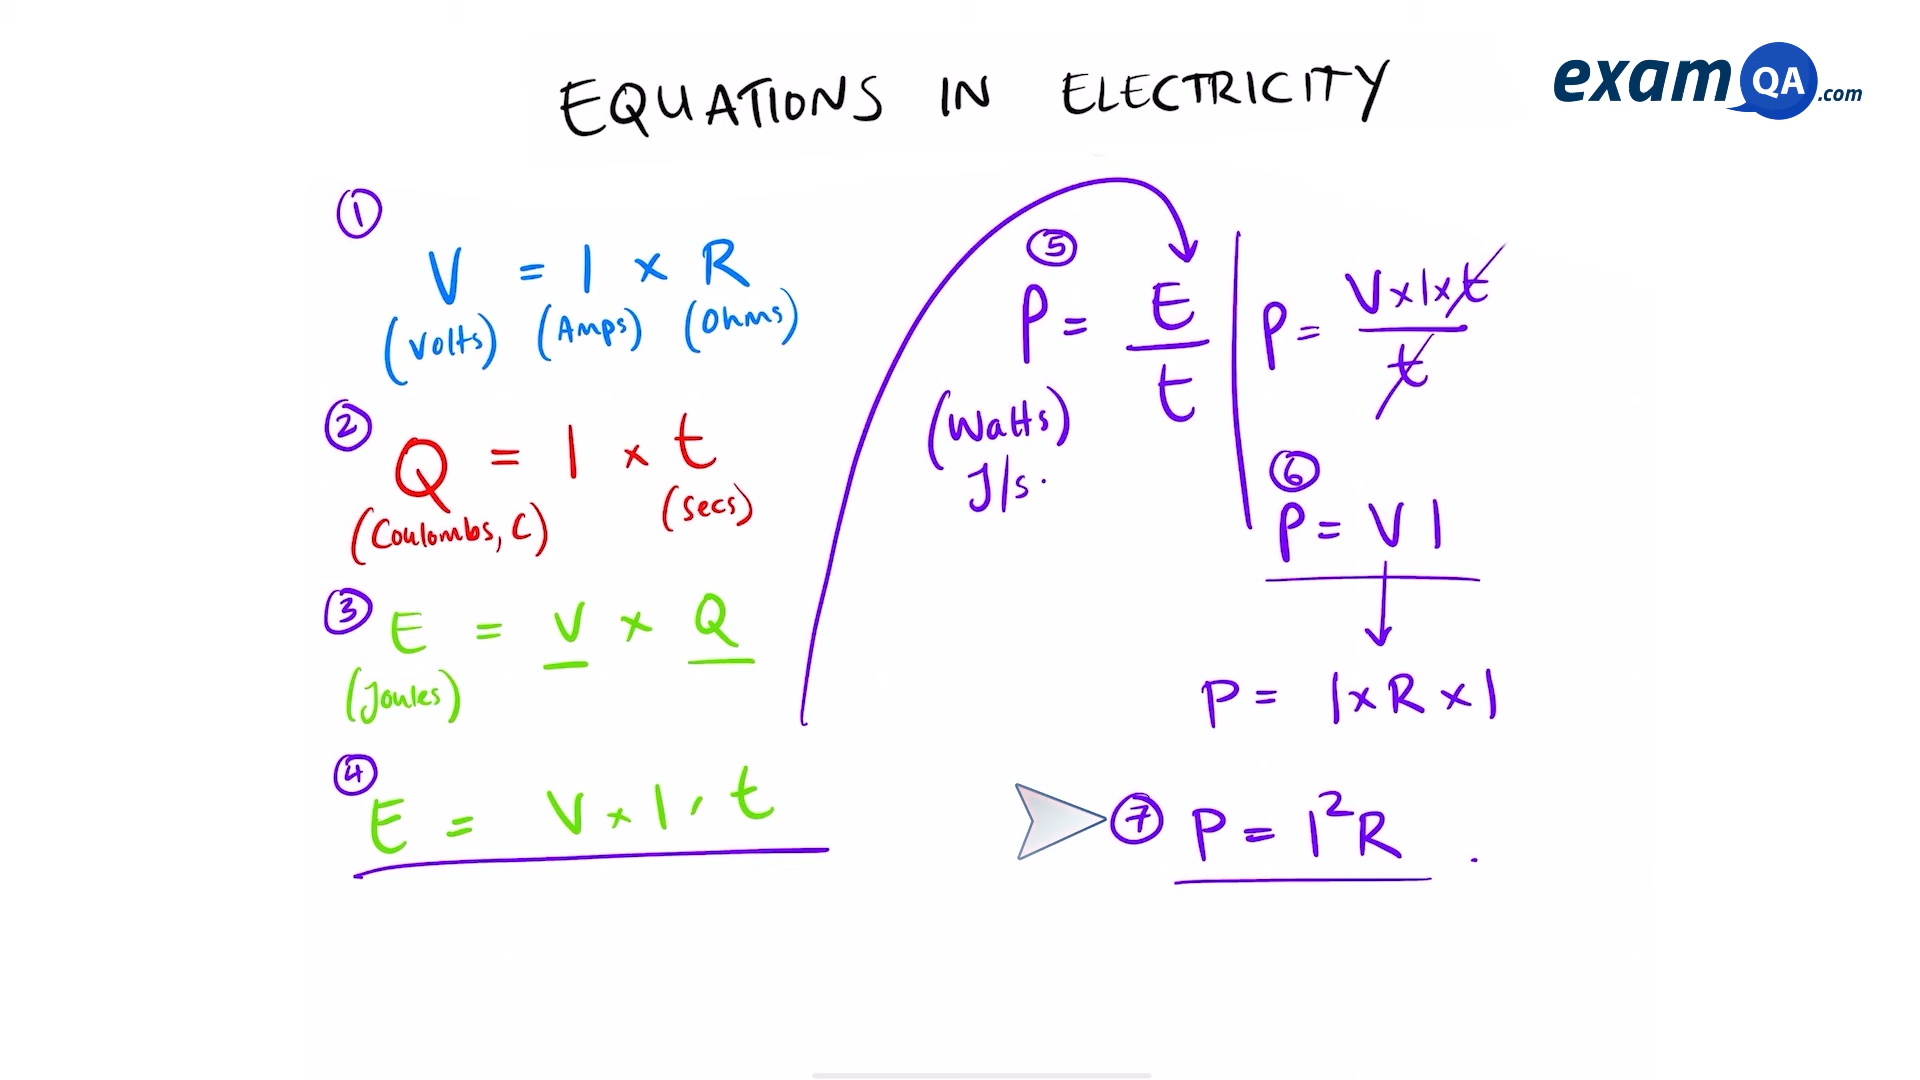 EQUATIONS IN ELECTRICITY
examQA.com
①
V = I x R
(Volts) (Amps) (Ohms)
②
Q = I x t
(Coulombs, C) (secs)
③ E = V x Q
(Joules)
④
E = V x I , t
⑤
P = E
t
(Watts)
J/s.
P = V x I x t
t
⑥
P = V I
P = I x R x I
⑦ P = I²R .